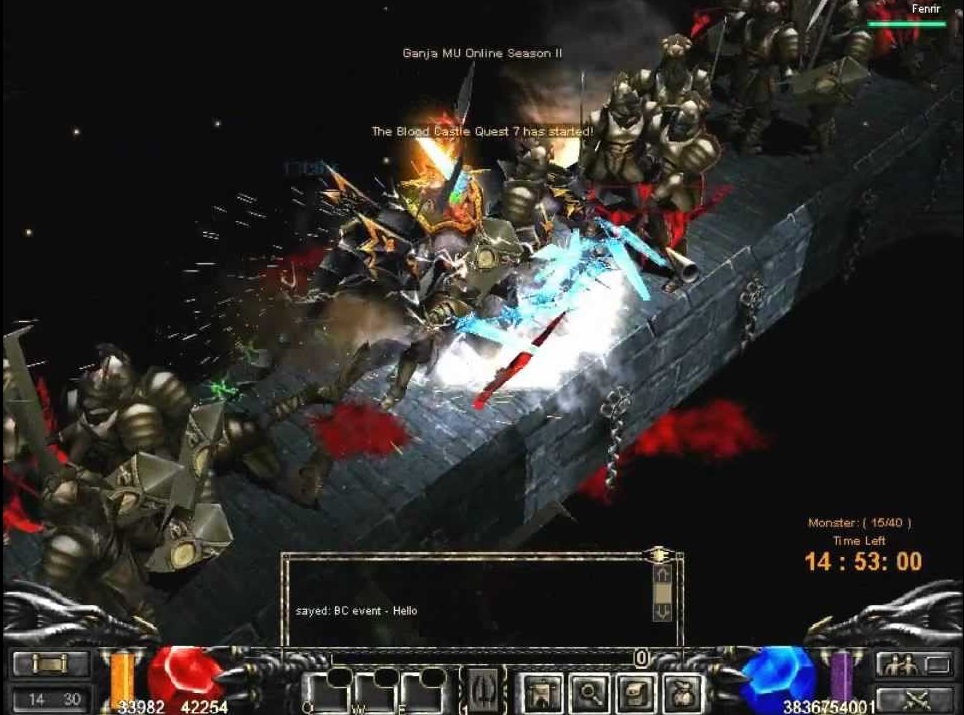 Fenrir
Ganja MU Online Season II
The Blood Castle Quest 7 has started!
Monster: ( 15/40 )
Time Left
14 : 53: 00
sayed: BC event - Hello
0
14 30
33982 42254
Q W E
3836754001